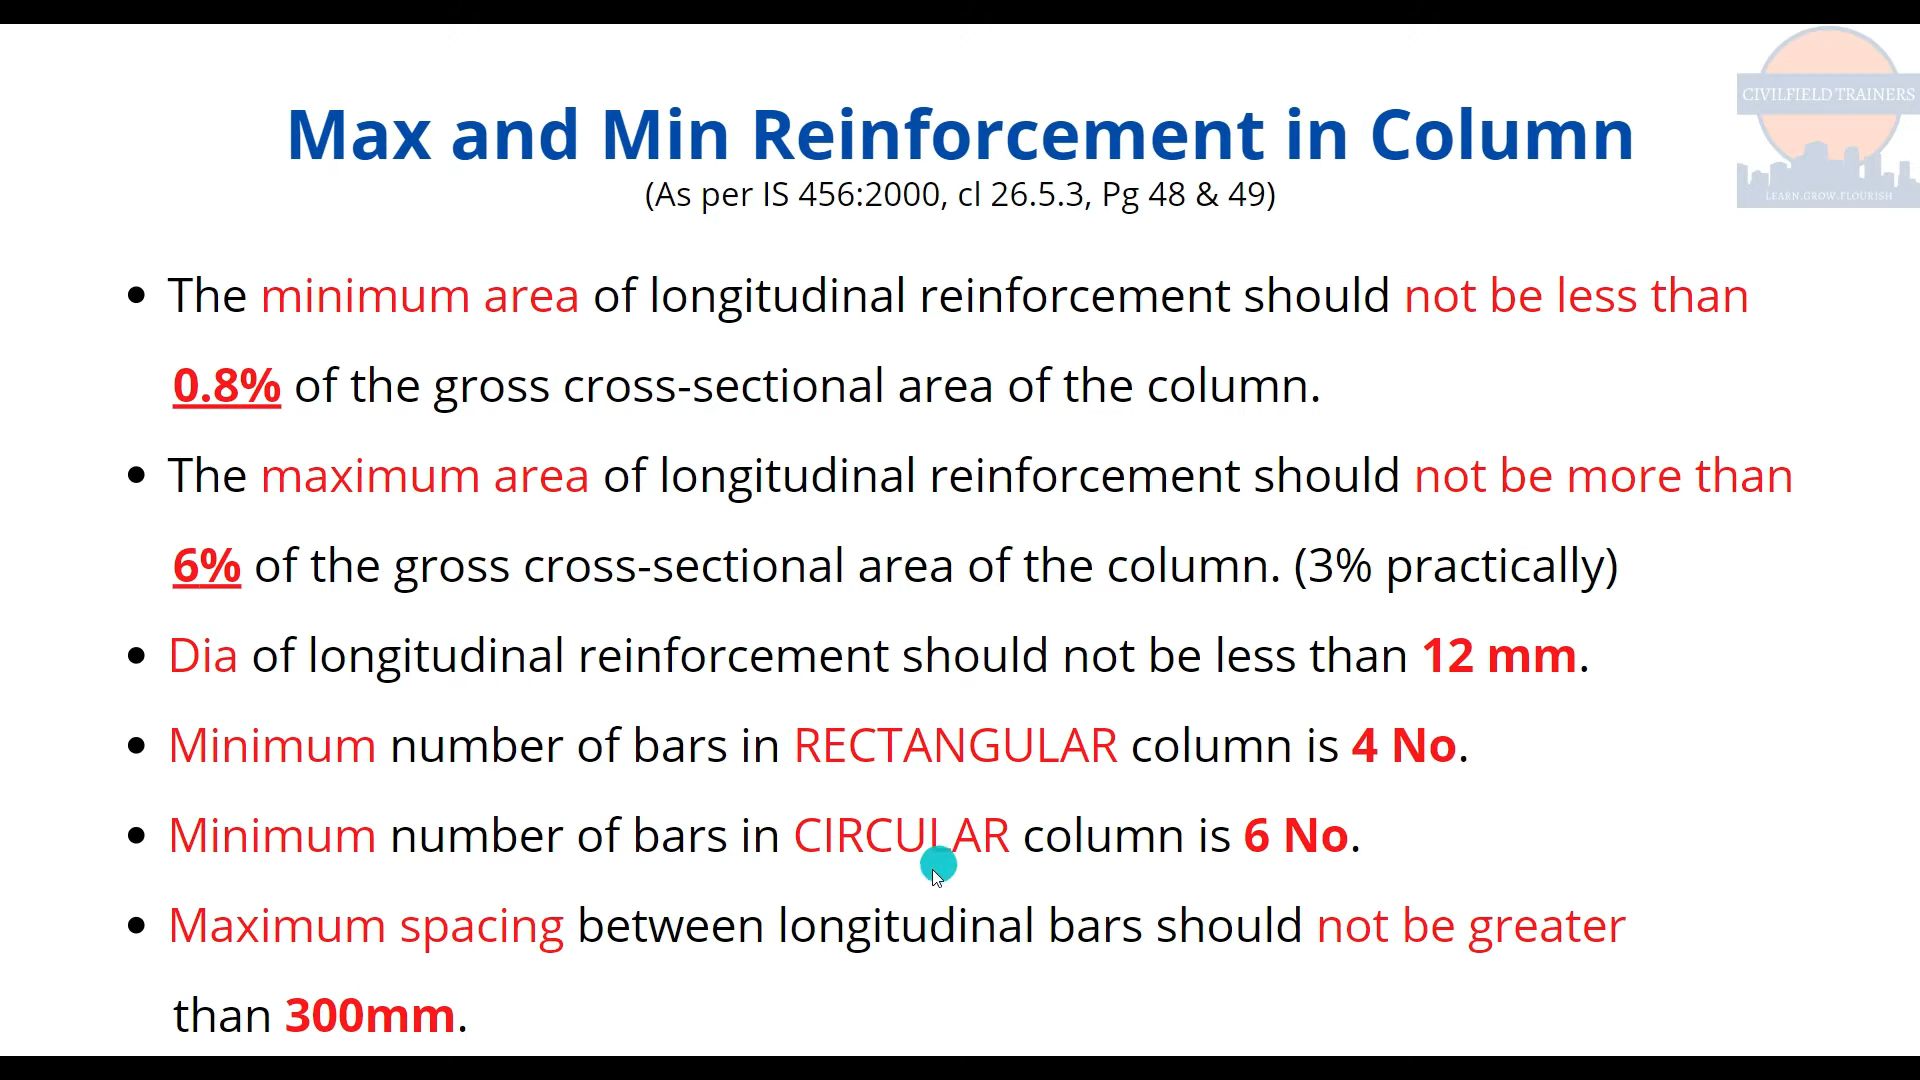 CIVILFIELD TRAINERS
LEARN.GROW.FLOURISH
Max and Min Reinforcement in Column
(As per IS 456:2000, cl 26.5.3, Pg 48 & 49)
• The minimum area of longitudinal reinforcement should not be less than
0.8% of the gross cross-sectional area of the column.
• The maximum area of longitudinal reinforcement should not be more than
6% of the gross cross-sectional area of the column. (3% practically)
• Dia of longitudinal reinforcement should not be less than 12 mm.
• Minimum number of bars in RECTANGULAR column is 4 No.
• Minimum number of bars in CIRCULAR column is 6 No.
• Maximum spacing between longitudinal bars should not be greater
than 300mm.